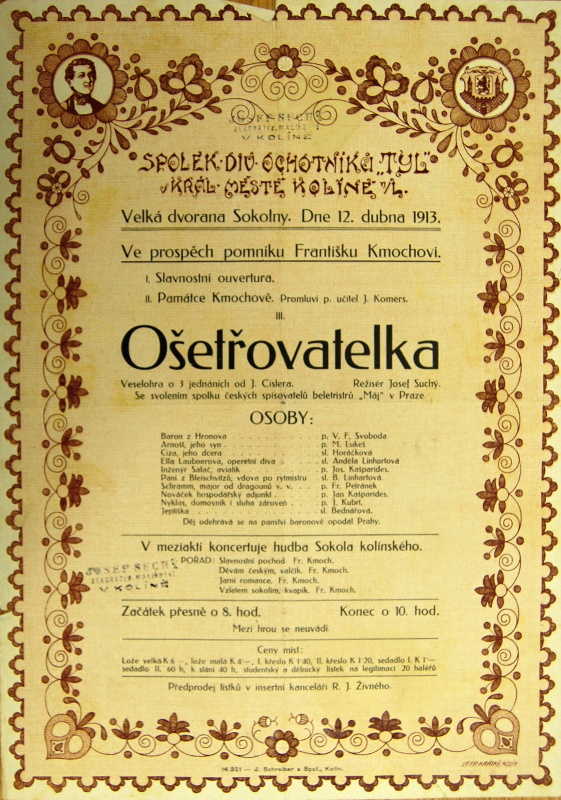 JOSEF SECHÝ
V KOLÍNĚ
SPOLEK DIV. OCHOTNÍKŮ „TYL“
V KRÁL. MĚSTĚ KOLÍNĚ n/L.
Velká dvorana Sokolny. Dne 12. dubna 1913.
Ve prospěch pomníku Františku Kmochovi.
I. Slavnostní ouvertura.
II. Památce Kmochově. Promluví p. učitel J. Komers.
III.
Ošetřovatelka
Veselohra o 3 jednáních od J. Císlera. Režisér Josef Suchý.
Se svolením spolku českých spisovatelů beletristrů „Máj“ v Praze
OSOBY:
Baron z Hronova p. V. F. Svoboda
Arnošt, jeho syn p. M. Lukeš
Cíza, jeho dcera sl. Horáčková
Ella Laubnerova, operetní diva sl. Anděla Linhartová
Inženýr Salač, aviatik p. Jos. Kašparides.
Paní z Bleischvitzů, vdova po rytmistru sl. B. Linhartová.
Schramm, major od dragounů v. v. p. Fr. Petránek
Nováček hospodářský adjunkt p. Jan Kašparides.
Nyklas, domovník i sluha zároveň p. J. Kubrt.
Jeptiška sl. Bednářová.
Děj odehrává se na panství baronově opodál Prahy.
V meziaktí koncertuje hudba Sokola kolínského.
POŘAD: Slavnostní pochod. Fr. Kmoch.
Děvám českým, valčík. Fr. Kmoch.
Jarní romance. Fr. Kmoch.
Vzletem sokolím, kvapík. Fr. Kmoch.
JOSEF SECHÝ
V KOLÍNĚ
Začátek přesně o 8. hod. Konec o 10. hod.
Mezi hrou se neuvádí.
Ceny míst:
Lože velká K 6 —, lože malá K 4 —, I. křeslo K 1·40, II. křeslo K 1·20, sedadlo I. K 1·—
sedadlo II. 60 h, k stání 40 h, studentský a dělnický lístek na legitimaci 20 haléřů
Předprodej lístků v insertní kanceláři R. J. Živného.
14.351 — J. Schreiber a Spol., Kolín.